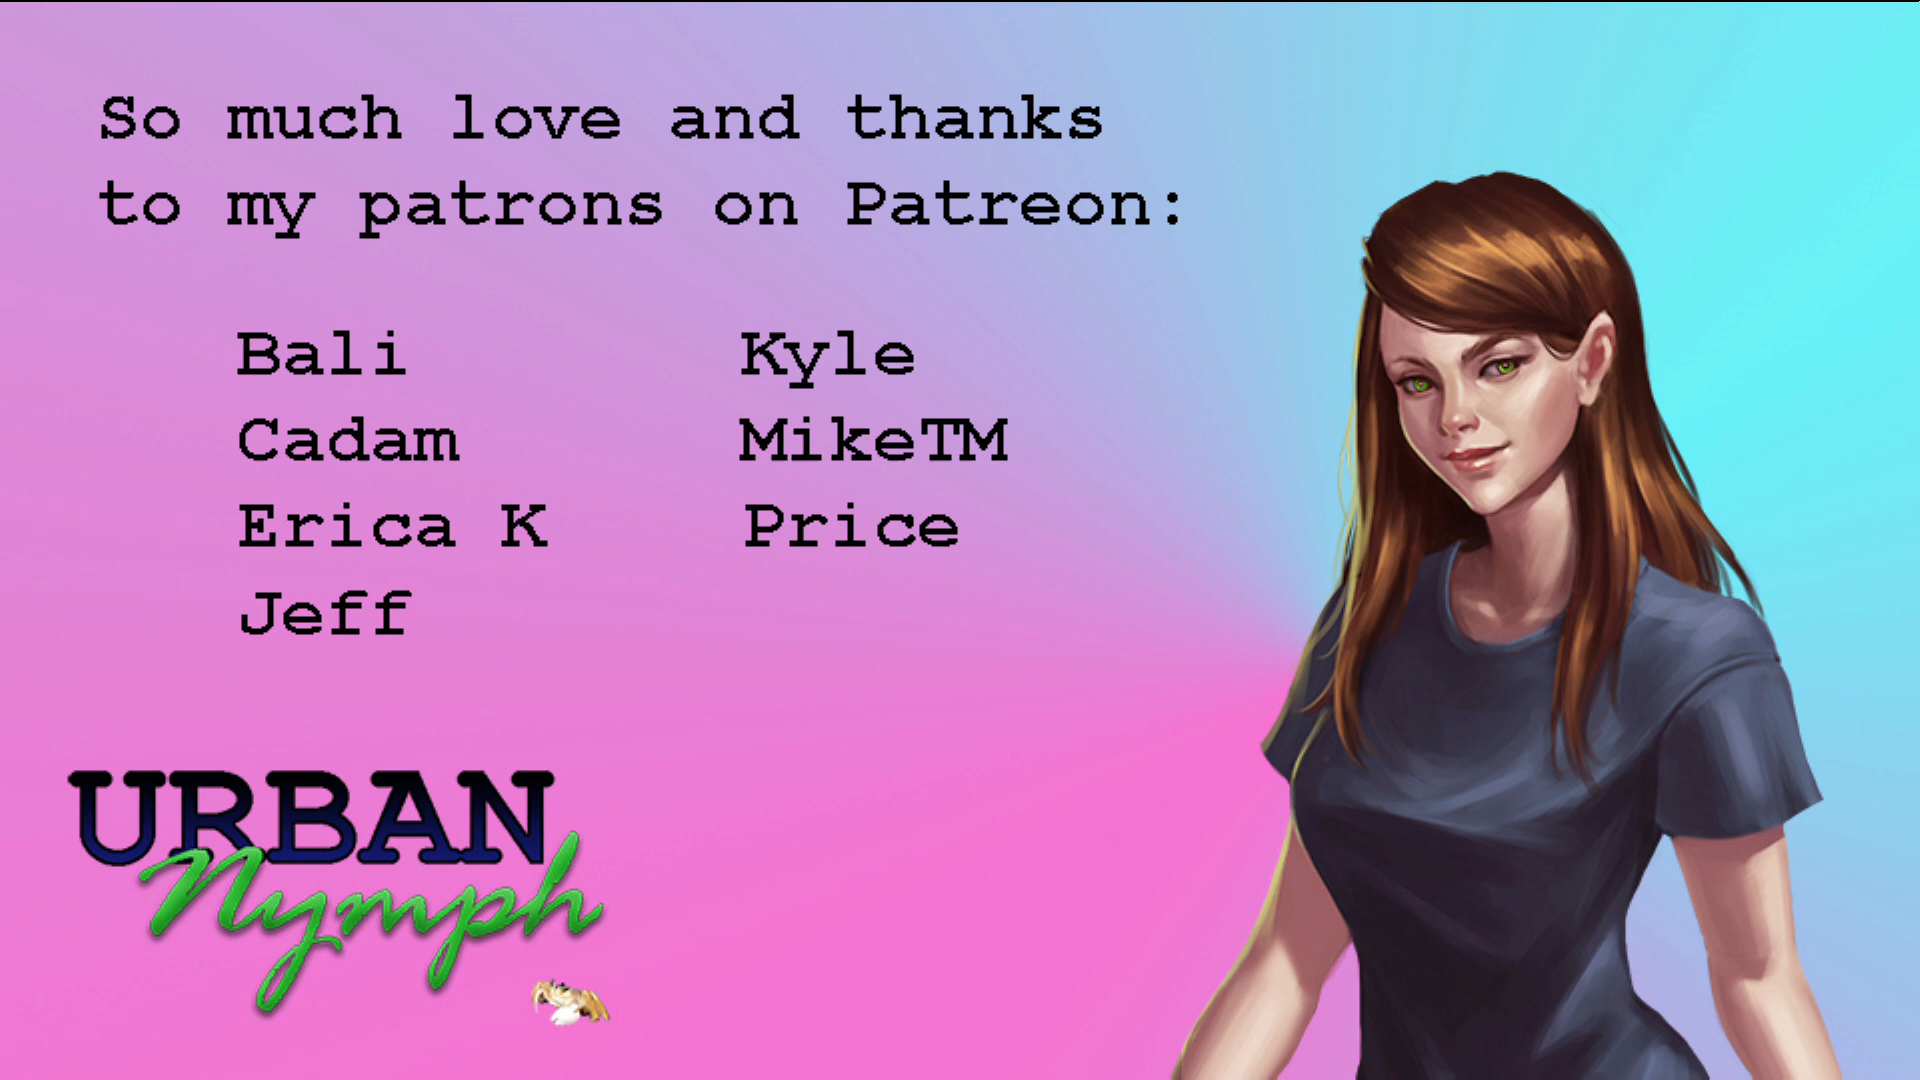 So much love and thanks
to my patrons on Patreon:
Bali
Cadam
Erica K
Jeff
Kyle
MikeTM
Price
URBAN
Nymph